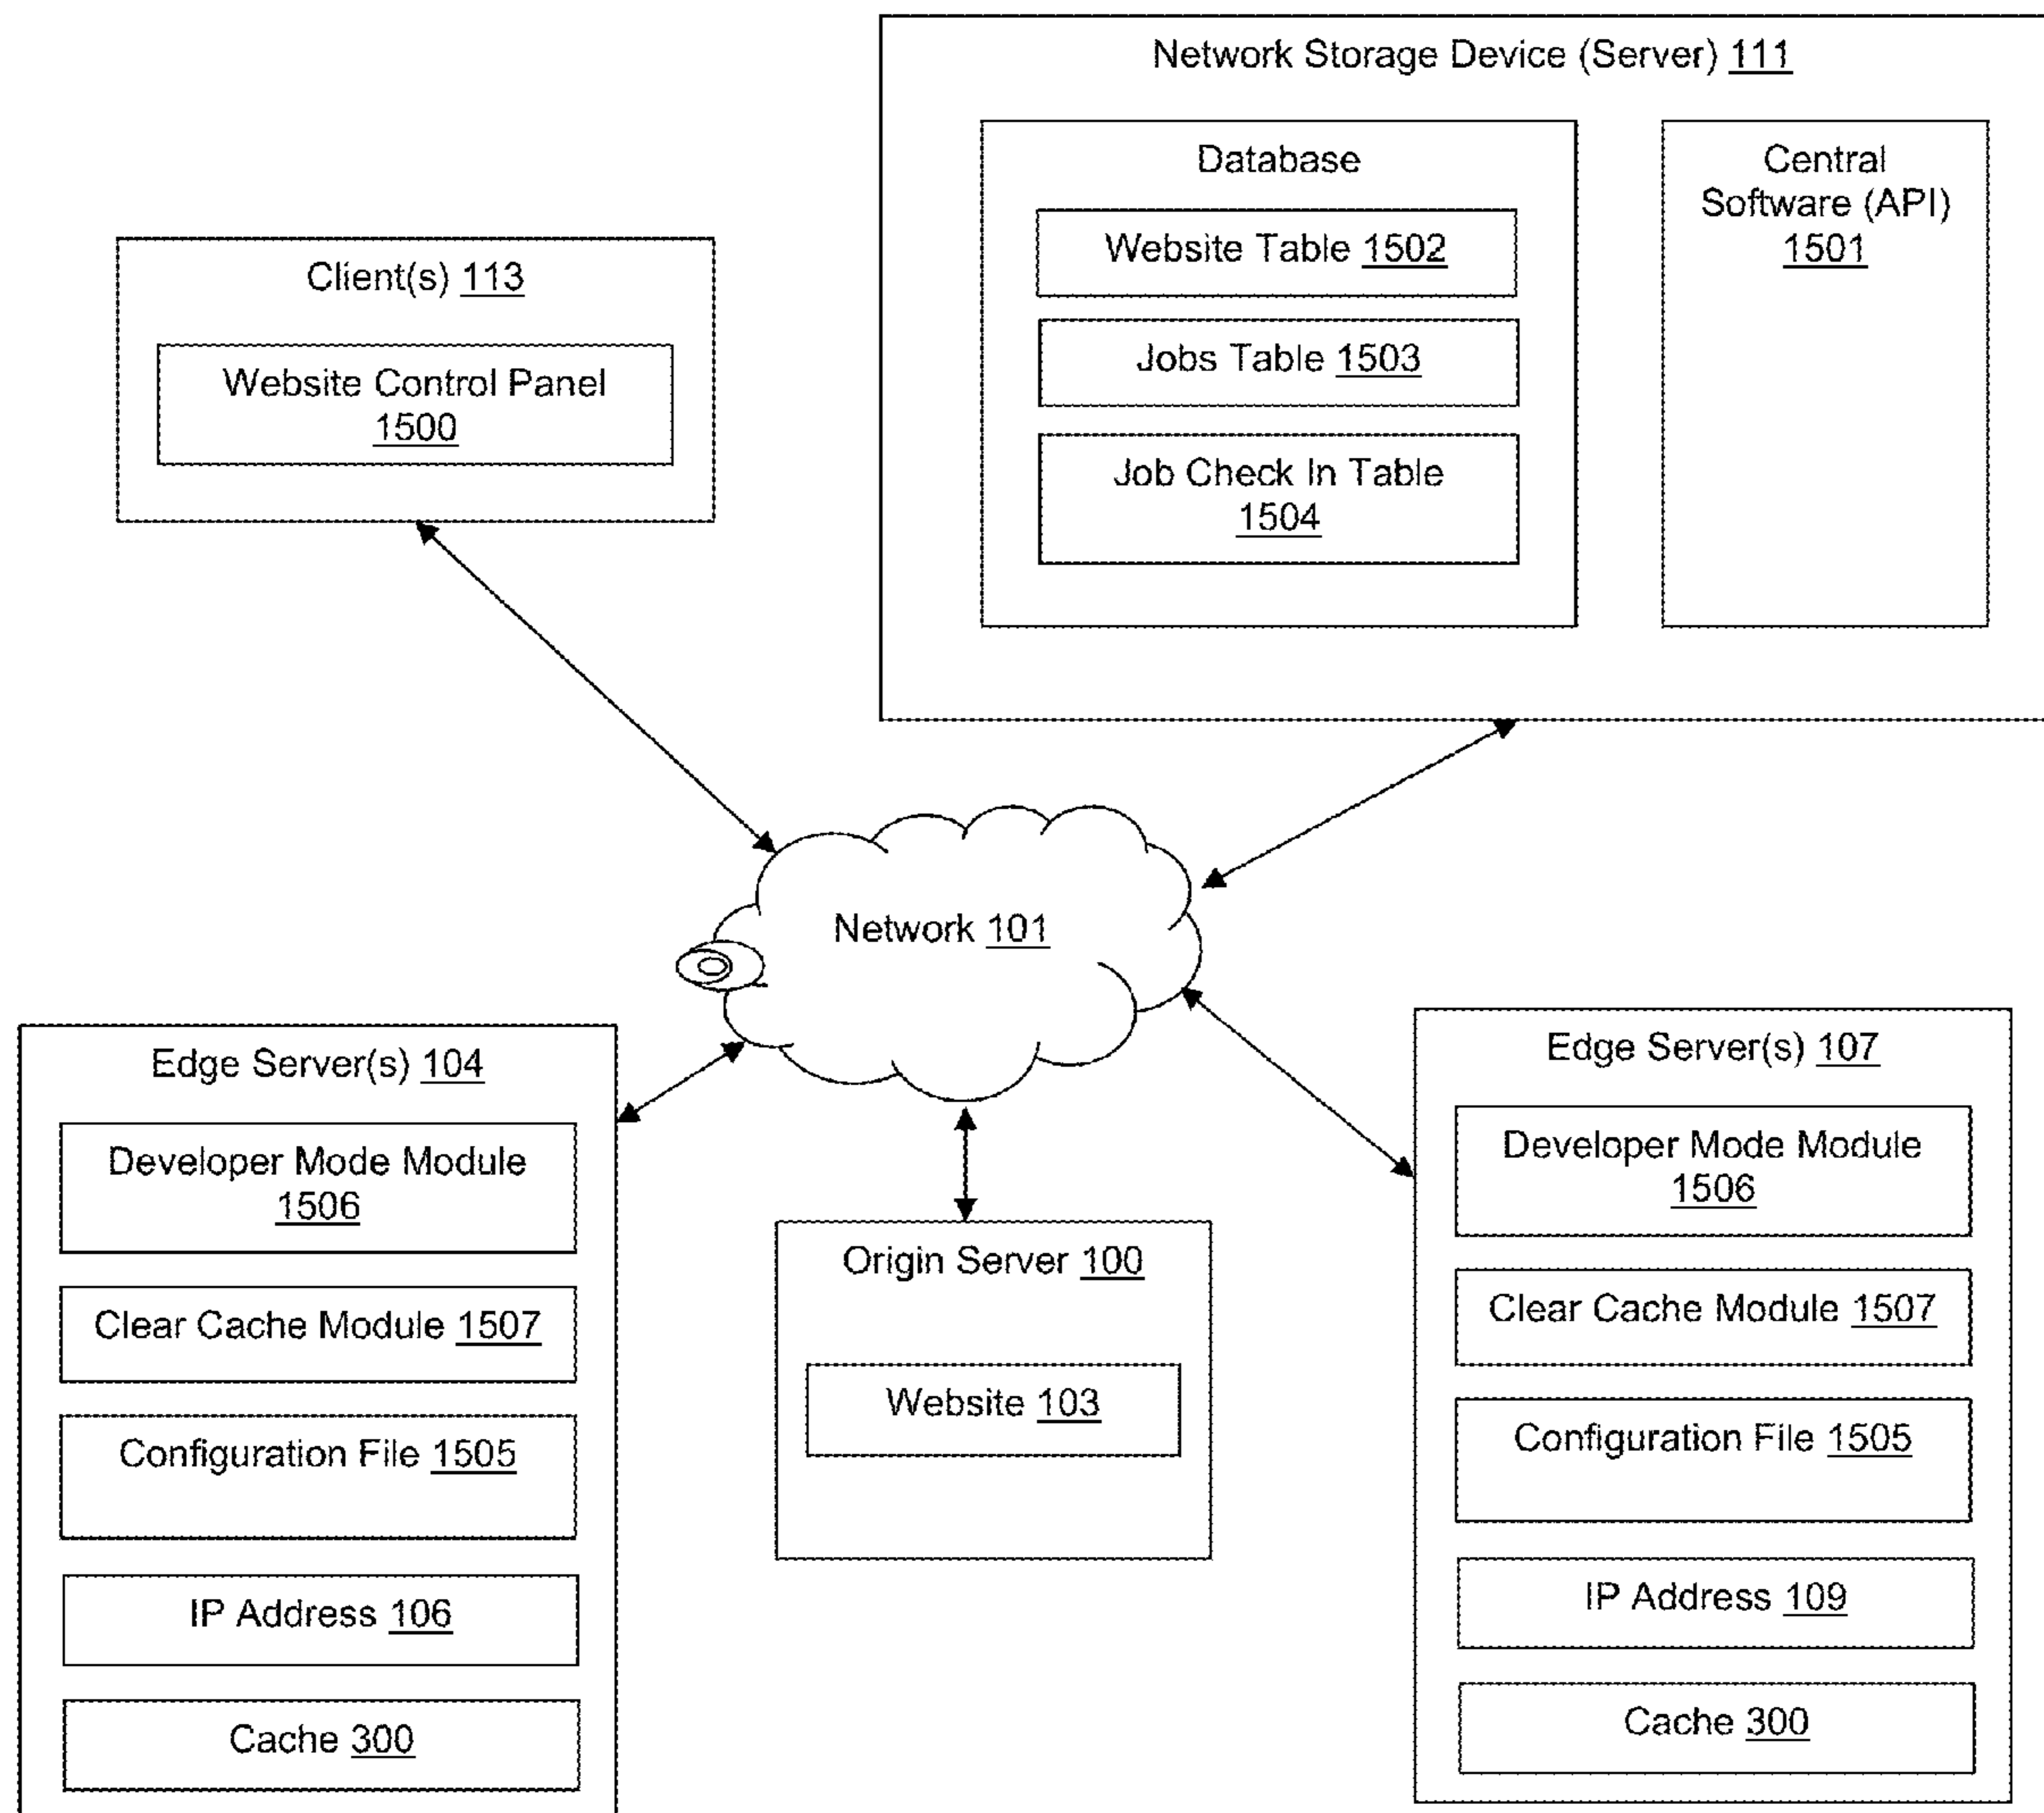 Network Storage Device (Server) 111
Database
Website Table 1502
Jobs Table 1503
Job Check In Table
1504
Central
Software (API)
1501
Client(s) 113
Website Control Panel
1500
Network 101
Edge Server(s) 104
Developer Mode Module
1506
Clear Cache Module 1507
Configuration File 1505
IP Address 106
Cache 300
Origin Server 100
Website 103
Edge Server(s) 107
Developer Mode Module
1506
Clear Cache Module 1507
Configuration File 1505
IP Address 109
Cache 300